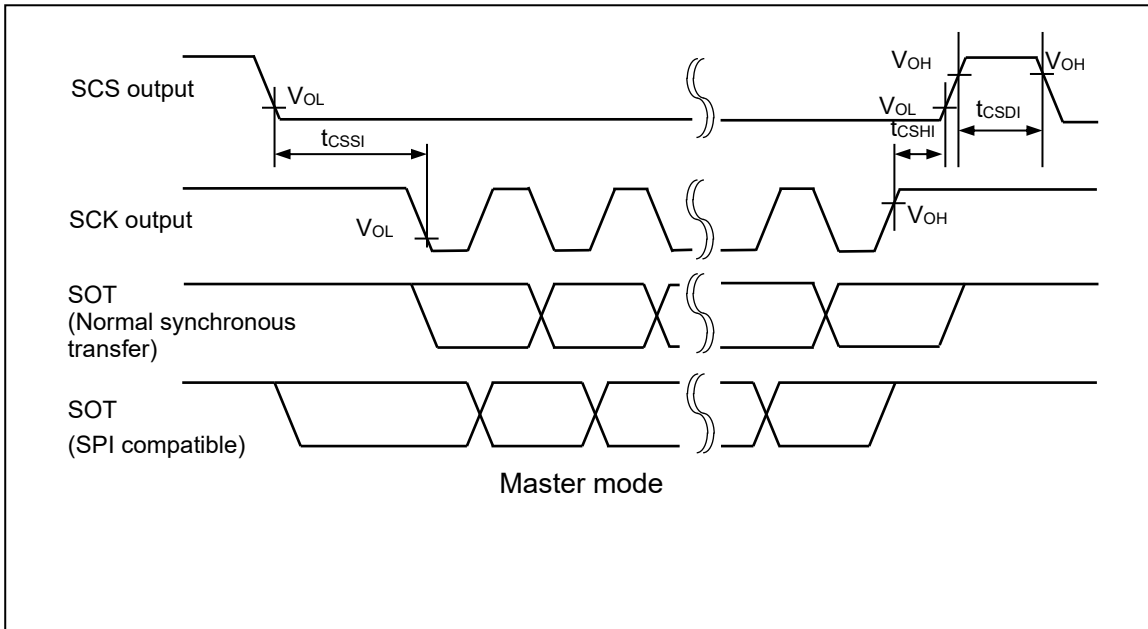 SCS output
VOL
VOH
VOH
VOL
tCSSI
tCSHI
tCSDI
SCK output
VOL
VOH
SOT
(Normal synchronous
transfer)
SOT
(SPI compatible)
Master mode